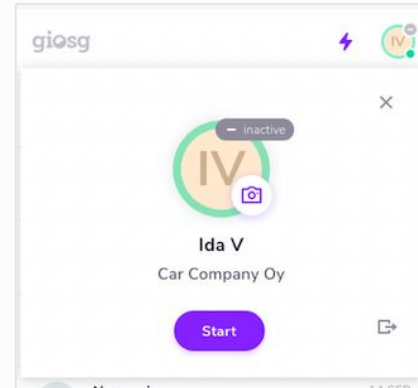 giosg
IV
– inactive
IV
Ida V
Car Company Oy
Start